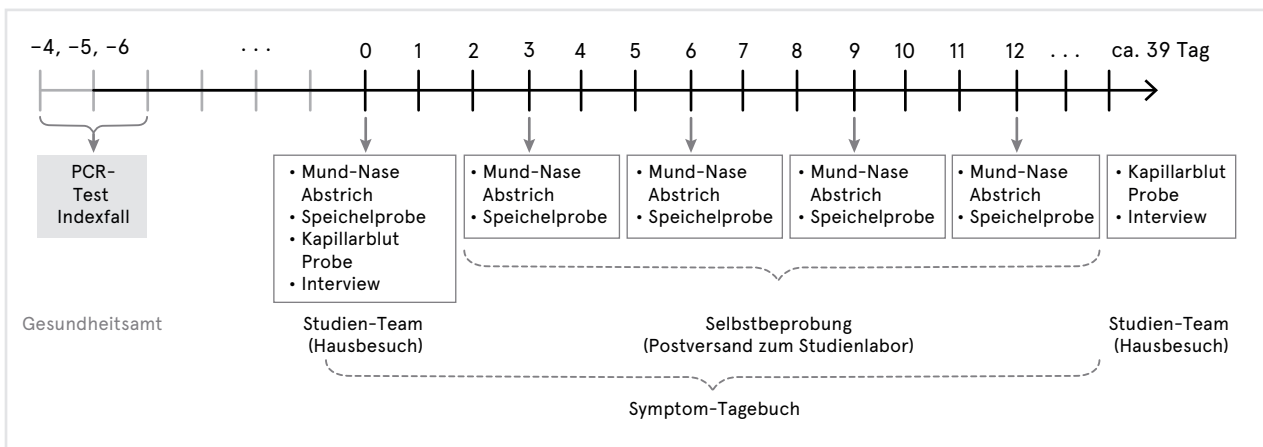 −4, −5, −6 ... 0 1 2 3 4 5 6 7 8 9 10 11 12 ... ca. 39 Tag
PCR-
Test
Indexfall
• Mund-Nase
Abstrich
• Speichelprobe
• Kapillarblut
Probe
• Interview
• Mund-Nase
Abstrich
• Speichelprobe
• Mund-Nase
Abstrich
• Speichelprobe
• Mund-Nase
Abstrich
• Speichelprobe
• Mund-Nase
Abstrich
• Speichelprobe
• Kapillarblut
Probe
• Interview
Gesundheitsamt
Studien-Team
(Hausbesuch)
Selbstbeprobung
(Postversand zum Studienlabor)
Studien-Team
(Hausbesuch)
Symptom-Tagebuch